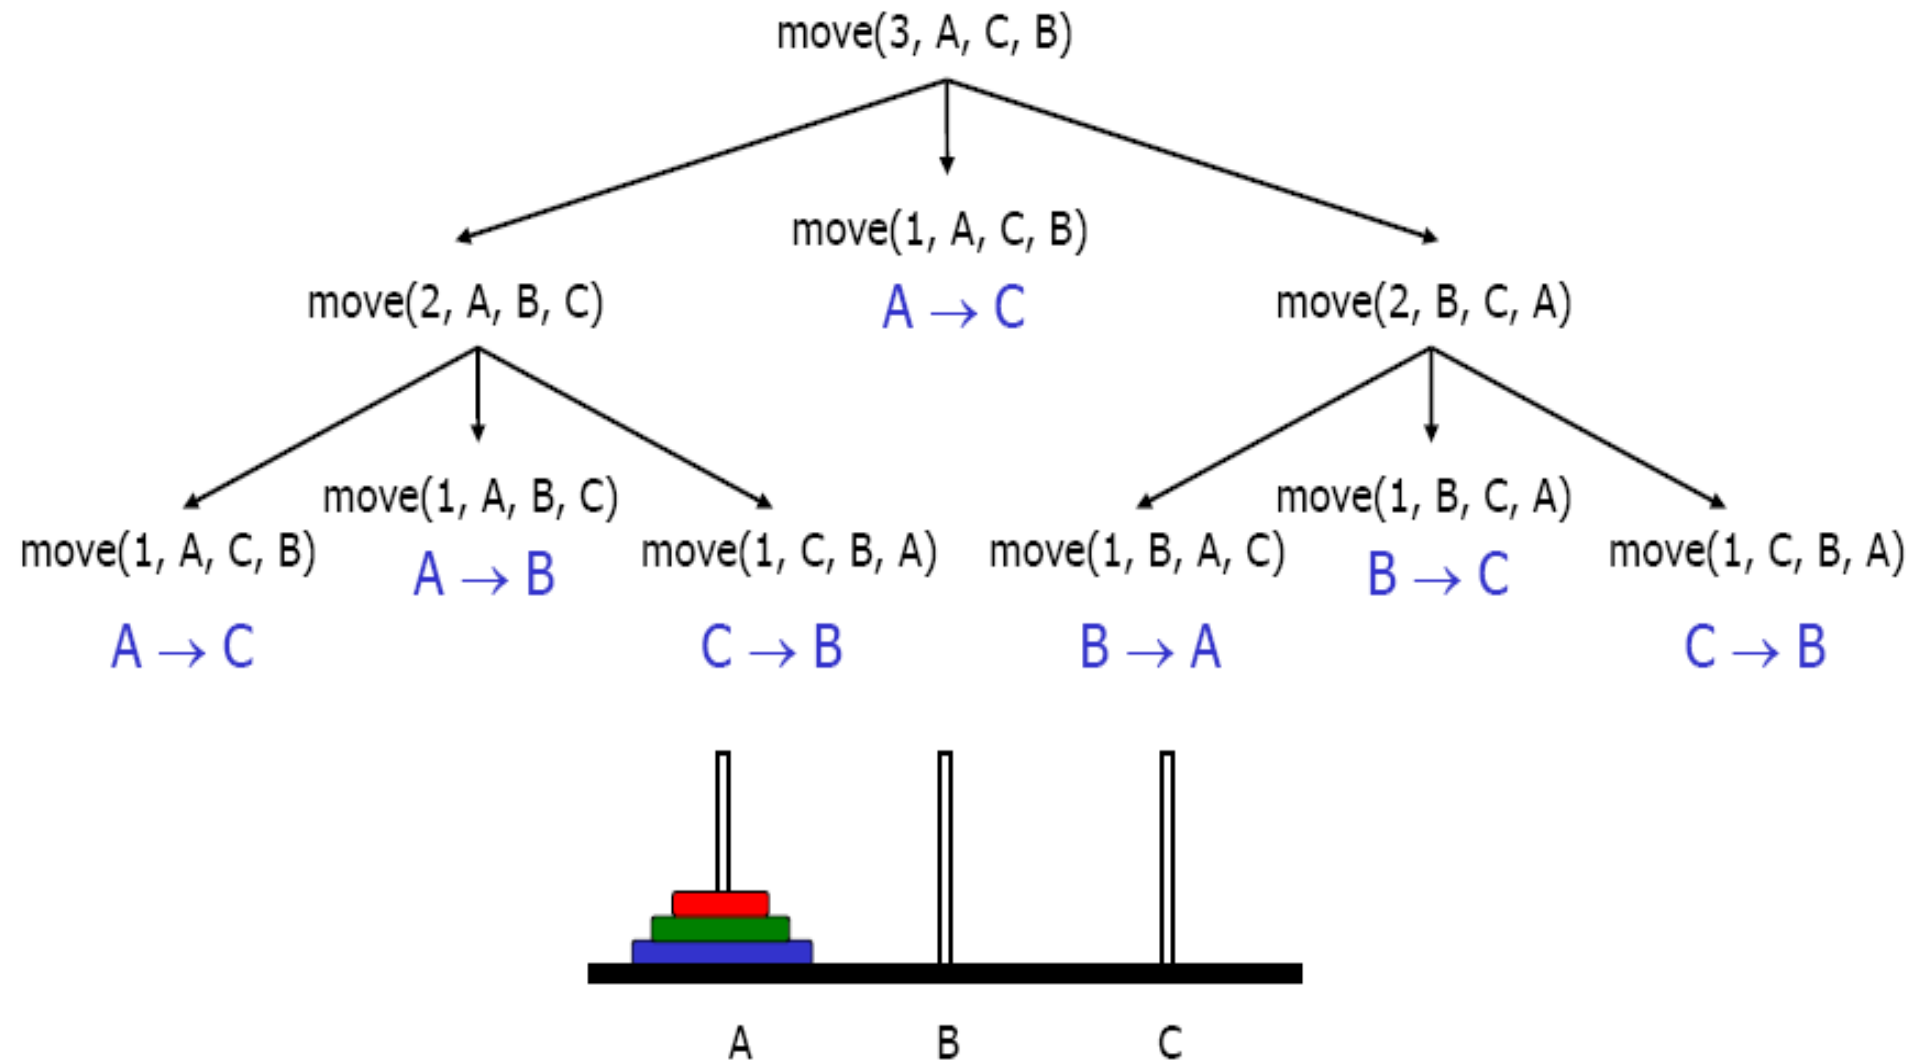 move(3, A, C, B)
move(1, A, C, B)
A → C
move(2, A, B, C)
move(2, B, C, A)
move(1, A, B, C)
A → B
move(1, B, C, A)
B → C
move(1, A, C, B)
A → C
move(1, C, B, A)
C → B
move(1, B, A, C)
B → A
move(1, C, B, A)
C → B
A B C